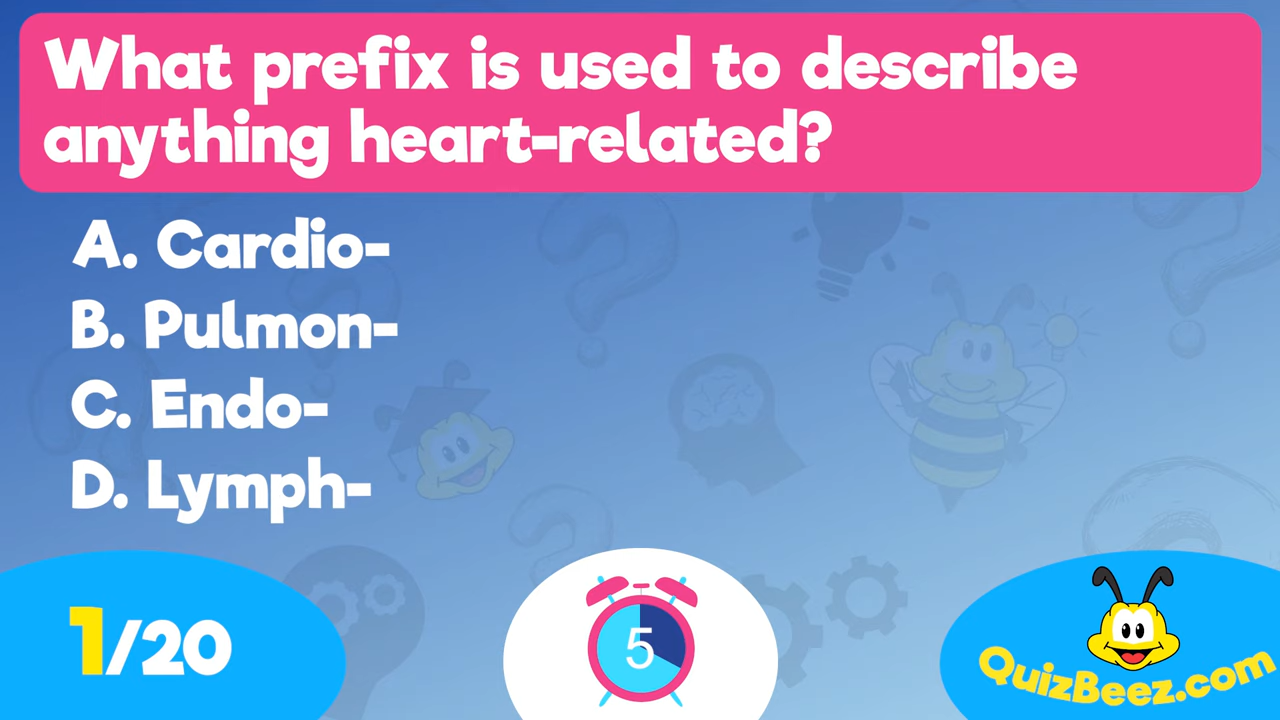 What prefix is used to describe
anything heart-related?
A. Cardio-
B. Pulmon-
C. Endo-
D. Lymph-
1/20
5
QuizBeez.com